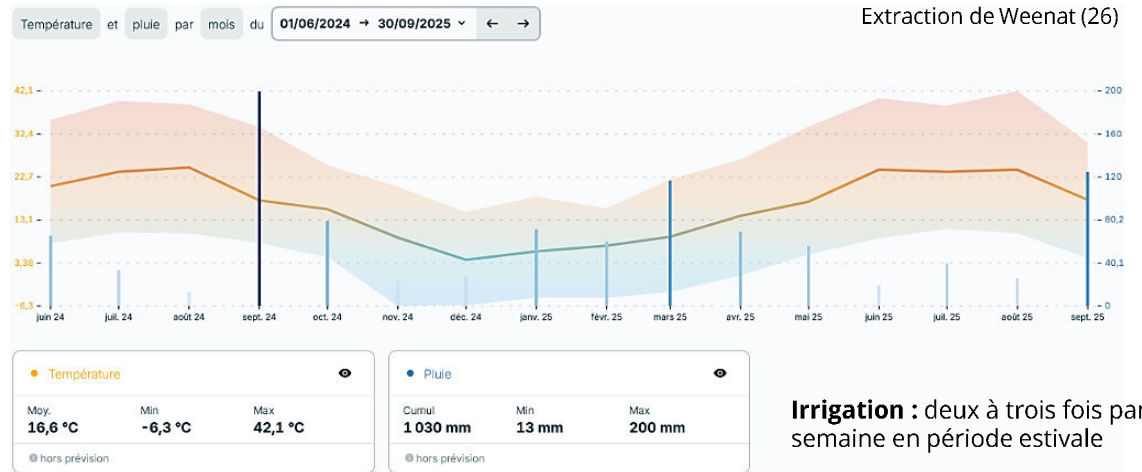 Température et pluie par mois du 01/06/2024 → 30/09/2025 ← →
Extraction de Weenat (26)
42,1
32,4
22,7
13,1
3,38
-6,3
200
160
120
80,2
40,1
0
juin 24 juil. 24 août 24 sept. 24 oct. 24 nov. 24 déc. 24 janv. 25 févr. 25 mars 25 avr. 25 mai 25 juin 25 juil. 25 août 25 sept. 25
Température
Moy. Min Max
16,6 °C -6,3 °C 42,1 °C
hors prévision
Pluie
Cumul Min Max
1 030 mm 13 mm 200 mm
hors prévision
Irrigation : deux à trois fois par
semaine en période estivale